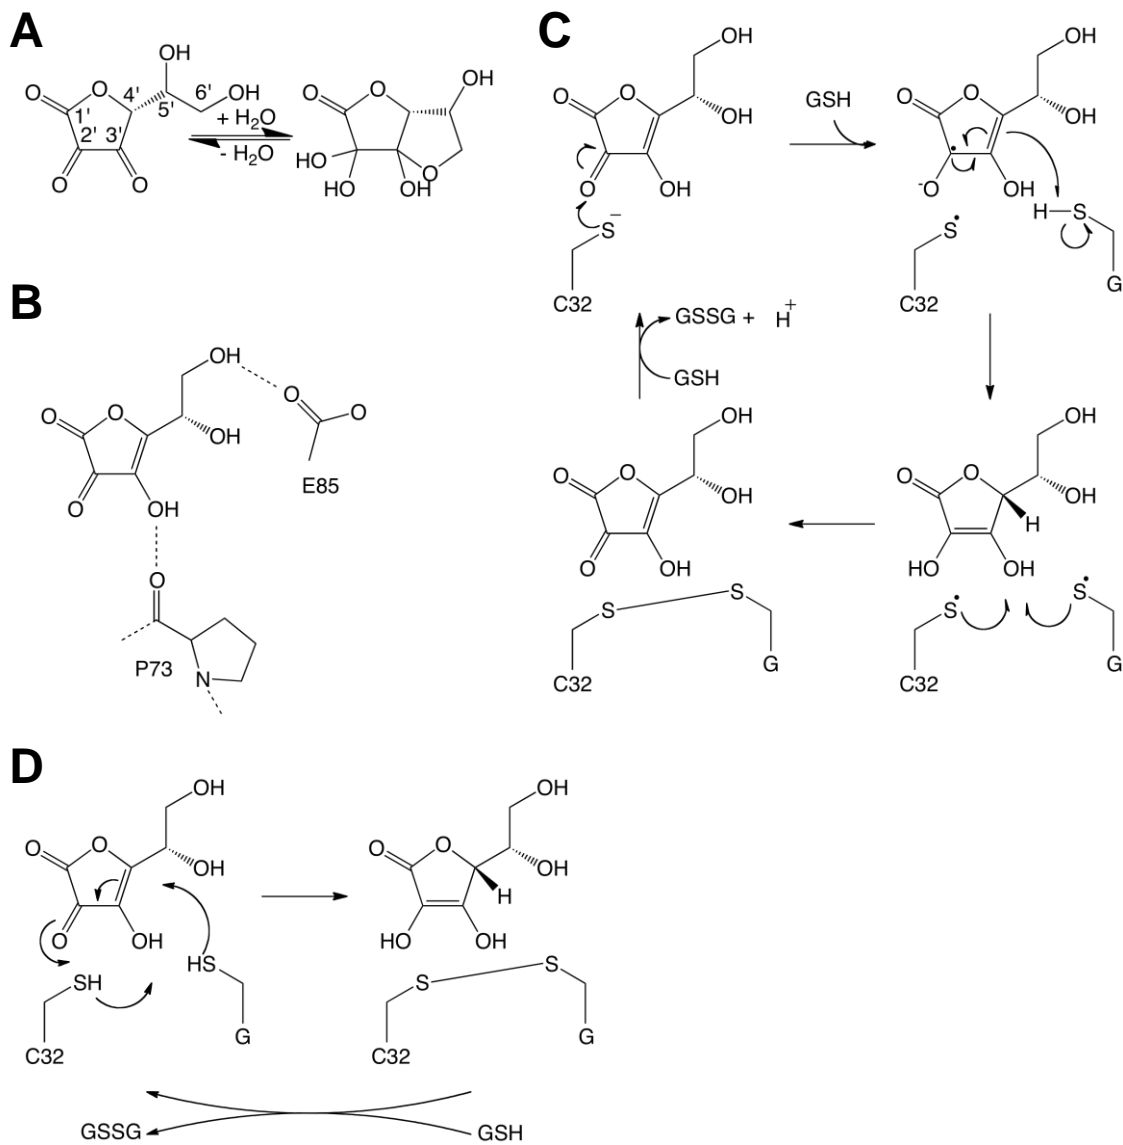 A
OH
O
O
4'
6'
OH
1'
5'
2'
3'
O
O
+ H2O
- H2O
O
O
OH
HO
HO
OH
O
B
OH
O
O
OH
O
OH
O
O
E85
O
P73
N
C
OH
O
O
OH
O
OH
S−
C32
GSH
OH
O
O
OH
-O
OH
S•
H
S
C32
G
OH
O
O
OH
H
HO
OH
S•
S•
C32
G
GSSG + H+
GSH
OH
O
O
OH
O
OH
S
S
C32
G
D
OH
O
O
OH
O
OH
SH
HS
C32
G
OH
O
O
OH
H
HO
OH
S
S
C32
G
GSSG
GSH